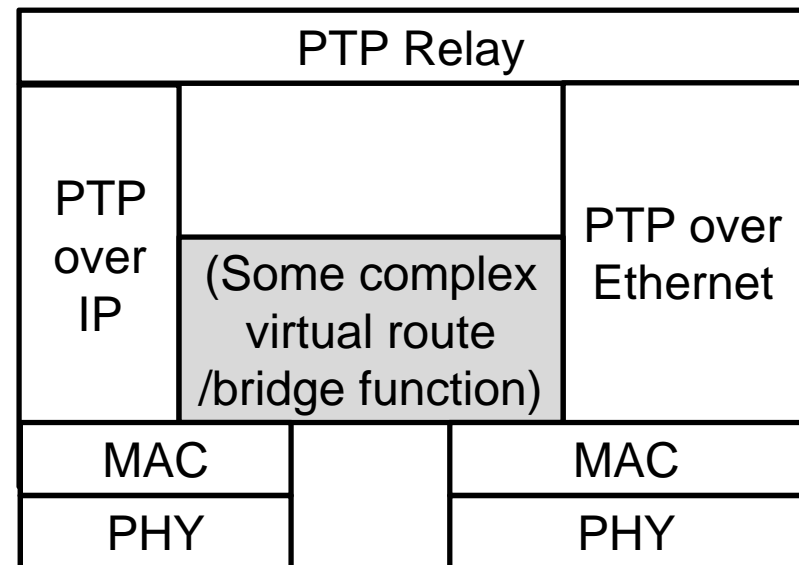 PTP Relay
PTP
over
IP
(Some complex
virtual route
/bridge function)
PTP over
Ethernet
MAC
MAC
PHY
PHY